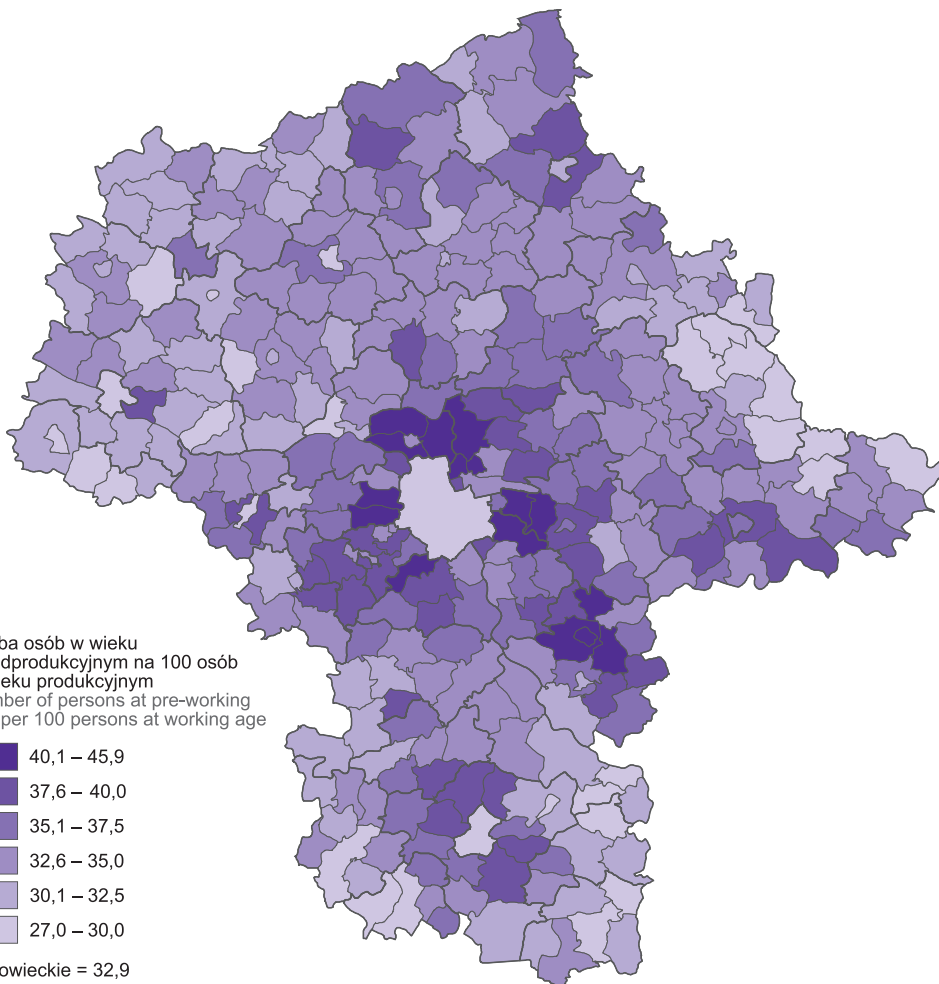 ba osób w wieku
dprodukcyjnym na 100 osób
ieku produkcyjnym
nber of persons at pre-working
per 100 persons at working age
40,1 – 45,9
37,6 – 40,0
35,1 – 37,5
32,6 – 35,0
30,1 – 32,5
27,0 – 30,0
owieckie = 32,9